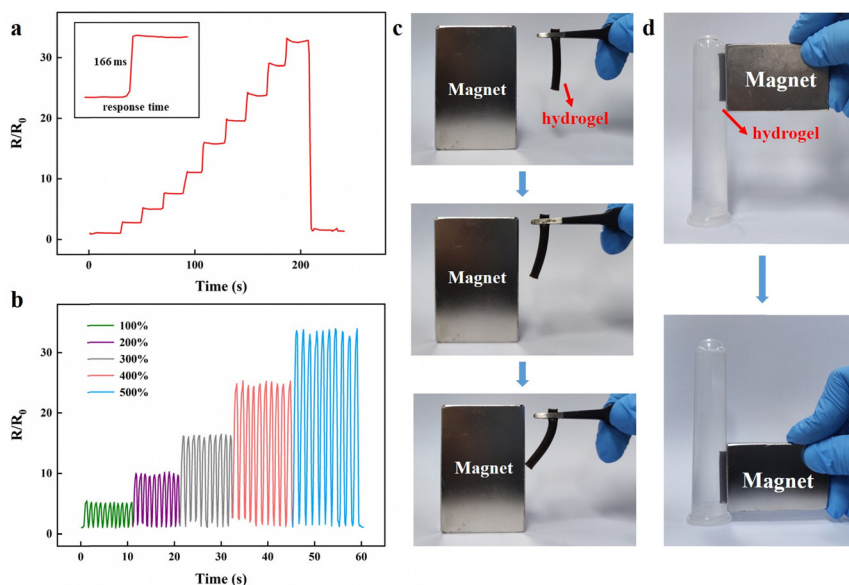 a
166 ms
response time
R/R0
30
20
10
0
0
100
200
Time (s)
b
100%
200%
300%
400%
500%
R/R0
30
20
10
0
0
10
20
30
40
50
60
Time (s)
c
Magnet
hydrogel
Magnet
Magnet
d
Magnet
hydrogel
Magnet